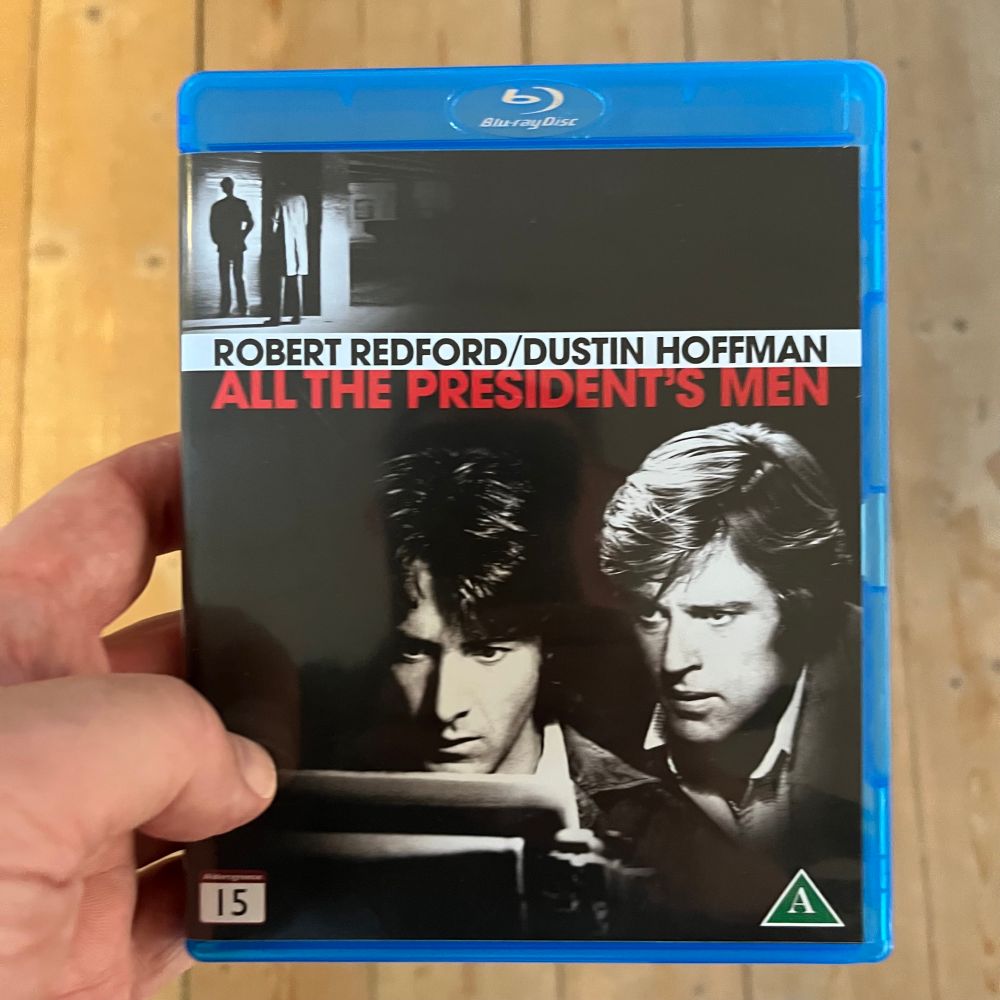 Blu-ray Disc
ROBERT REDFORD/DUSTIN HOFFMAN
ALL THE PRESIDENT'S MEN
15
A